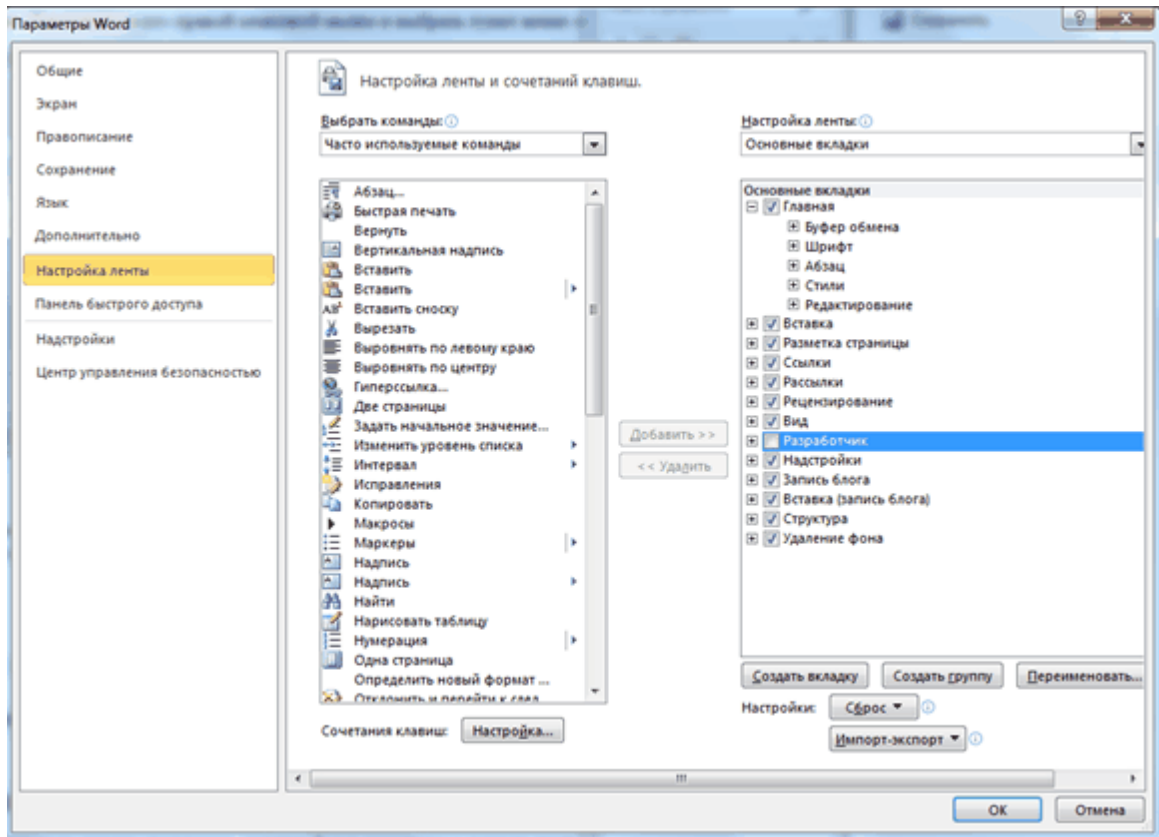 Параметры Word
Общие
Экран
Правописание
Сохранение
Язык
Дополнительно
Настройка ленты
Панель быстрого доступа
Надстройки
Центр управления безопасностью
Настройка ленты и сочетаний клавиш.
Выбрать команды:
Часто используемые команды
Абзац...
Быстрая печать
Вернуть
Вертикальная надпись
Вставить
Вставить
Вставить сноску
Вырезать
Выровнять по левому краю
Выровнять по центру
Гиперссылка...
Две страницы
Задать начальное значение...
Изменить уровень списка
Интервал
Исправления
Копировать
Макросы
Маркеры
Надпись
Надпись
Найти
Нарисовать таблицу
Нумерация
Одна страница
Определить новый формат ...
Отклонить и перейти к след
Сочетания клавиш:
Настройка...
Добавить >>
<< Удалить
Настройка ленты:
Основные вкладки
Основные вкладки
Главная
Буфер обмена
Шрифт
Абзац
Стили
Редактирование
Вставка
Разметка страницы
Ссылки
Рассылки
Рецензирование
Вид
Разработчик
Надстройки
Запись блога
Вставка (запись блога)
Структура
Удаление фона
Создать вкладку
Создать группу
Переименовать...
Настройки:
Сброс
Импорт-экспорт
ОК
Отмена